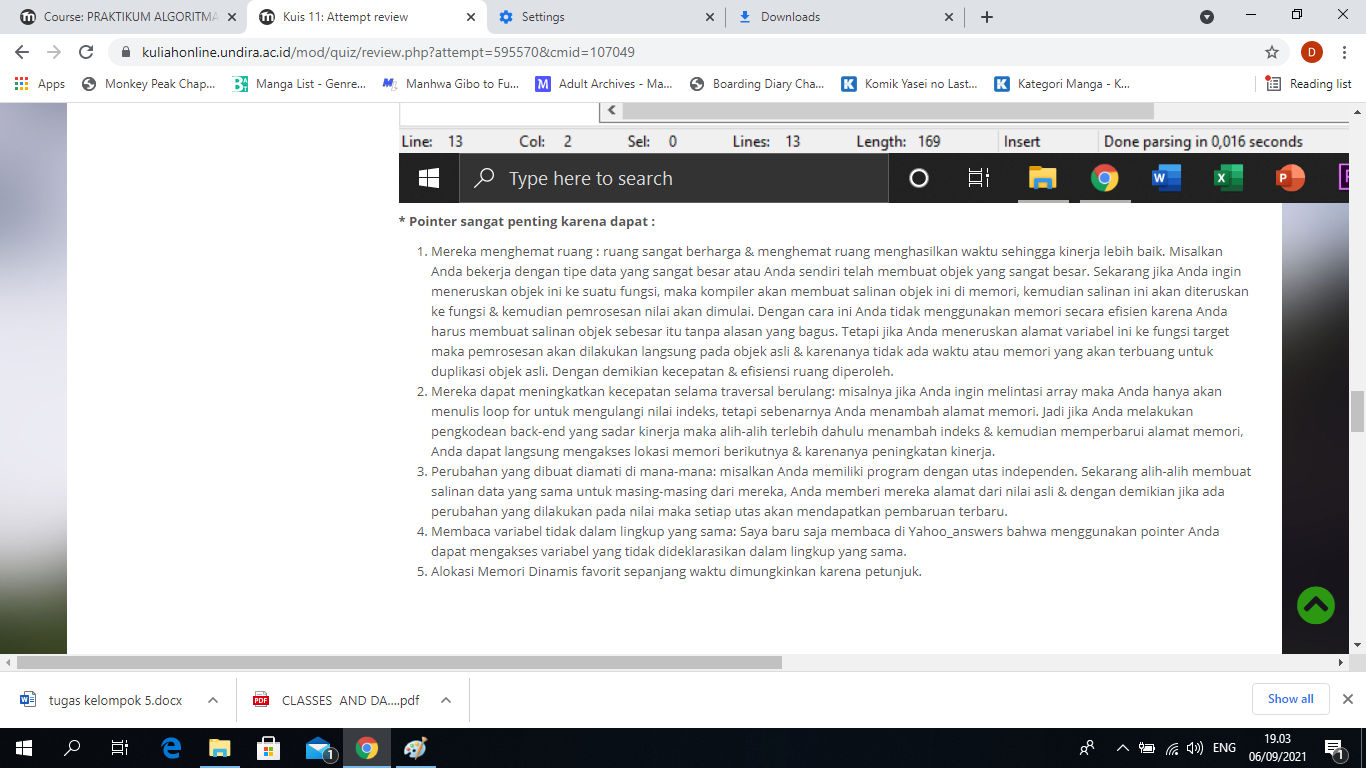 Course: PRAKTIKUM ALGORITMA
Kuis 11: Attempt review
Settings
Downloads
kuliahonline.undira.ac.id/mod/quiz/review.php?attempt=595570&cmid=107049
D
Apps
Monkey Peak Chap...
Manga List - Genre...
Manhwa Gibo to Fu...
Adult Archives - Ma...
Boarding Diary Cha...
Komik Yasei no Last...
Kategori Manga - K...
Reading list
Line: 13 Col: 2 Sel: 0 Lines: 13 Length: 169 Insert Done parsing in 0,016 seconds
Type here to search
* Pointer sangat penting karena dapat :
1. Mereka menghemat ruang : ruang sangat berharga & menghemat ruang menghasilkan waktu sehingga kinerja lebih baik. Misalkan
Anda bekerja dengan tipe data yang sangat besar atau Anda sendiri telah membuat objek yang sangat besar. Sekarang jika Anda ingin
meneruskan objek ini ke suatu fungsi, maka kompiler akan membuat salinan objek ini di memori, kemudian salinan ini akan diteruskan
ke fungsi & kemudian pemrosesan nilai akan dimulai. Dengan cara ini Anda tidak menggunakan memori secara efisien karena Anda
harus membuat salinan objek sebesar itu tanpa alasan yang bagus. Tetapi jika Anda meneruskan alamat variabel ini ke fungsi target
maka pemrosesan akan dilakukan langsung pada objek asli & karenanya tidak ada waktu atau memori yang akan terbuang untuk
duplikasi objek asli. Dengan demikian kecepatan & efisiensi ruang diperoleh.
2. Mereka dapat meningkatkan kecepatan selama traversal berulang: misalnya jika Anda ingin melintasi array maka Anda hanya akan
menulis loop for untuk mengulangi nilai indeks, tetapi sebenarnya Anda menambah alamat memori. Jadi jika Anda melakukan
pengkodean back-end yang sadar kinerja maka alih-alih terlebih dahulu menambah indeks & kemudian memperbarui alamat memori,
Anda dapat langsung mengakses lokasi memori berikutnya & karenanya peningkatan kinerja.
3. Perubahan yang dibuat diamati di mana-mana: misalkan Anda memiliki program dengan utas independen. Sekarang alih-alih membuat
salinan data yang sama untuk masing-masing dari mereka, Anda memberi mereka alamat dari nilai asli & dengan demikian jika ada
perubahan yang dilakukan pada nilai maka setiap utas akan mendapatkan pembaruan terbaru.
4. Membaca variabel tidak dalam lingkup yang sama: Saya baru saja membaca di Yahoo_answers bahwa menggunakan pointer Anda
dapat mengakses variabel yang tidak dideklarasikan dalam lingkup yang sama.
5. Alokasi Memori Dinamis favorit sepanjang waktu dimungkinkan karena petunjuk.
tugas kelompok 5.docx
CLASSES AND DA....pdf
Show all
ENG
19.03
06/09/2021
1
1